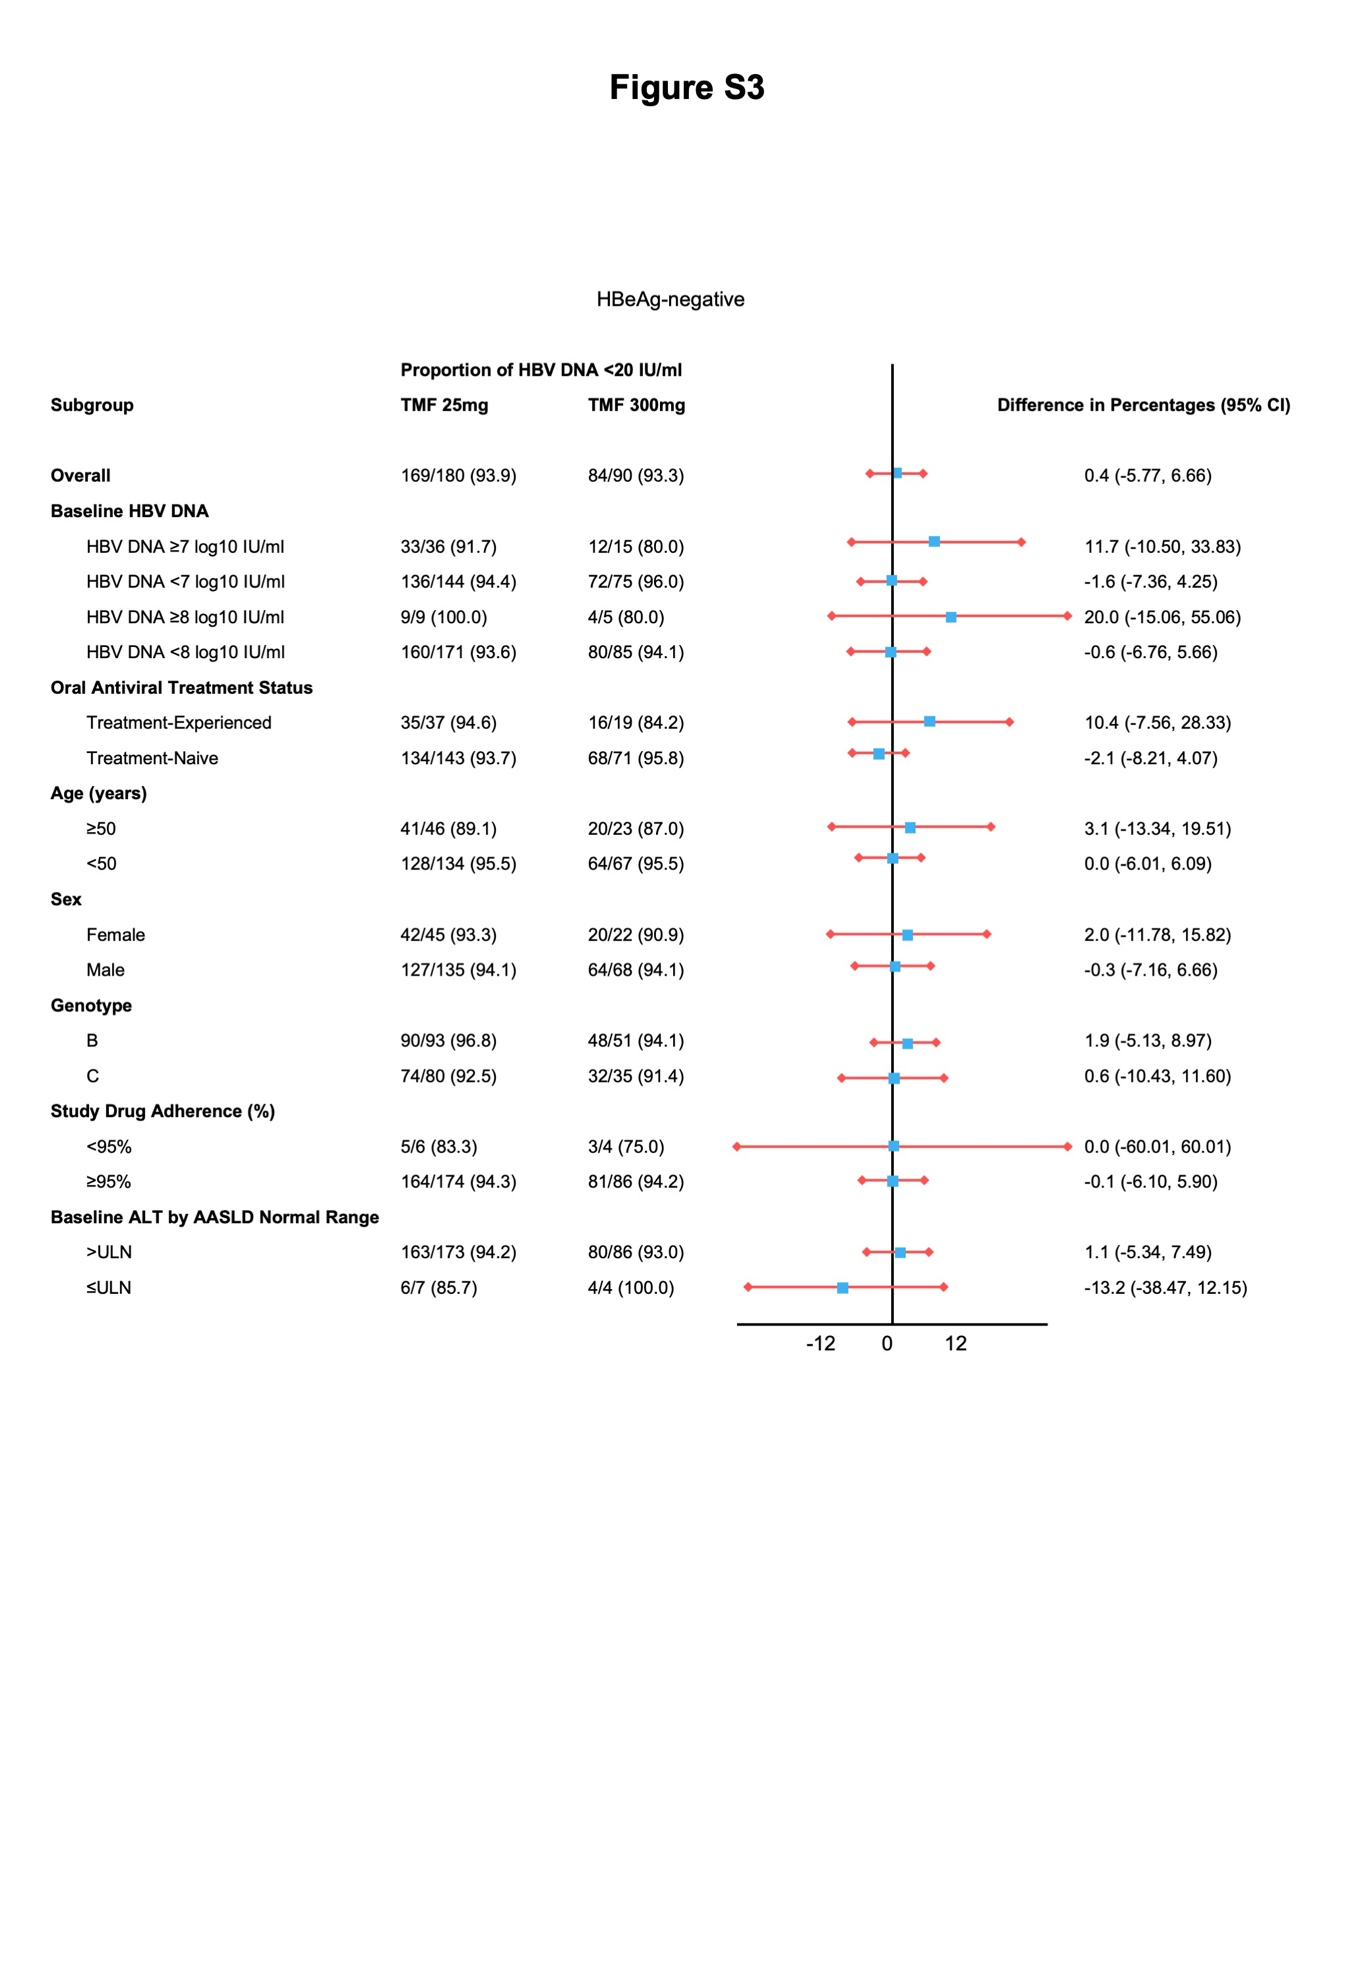 Figure S3
HBeAg-negative
Proportion of HBV DNA <20 IU/ml
Subgroup TMF 25mg TMF 300mg Difference in Percentages (95% CI)
Overall 169/180 (93.9) 84/90 (93.3) 0.4 (-5.77, 6.66)
Baseline HBV DNA
HBV DNA ≥7 log10 IU/ml 33/36 (91.7) 12/15 (80.0) 11.7 (-10.50, 33.83)
HBV DNA <7 log10 IU/ml 136/144 (94.4) 72/75 (96.0) -1.6 (-7.36, 4.25)
HBV DNA ≥8 log10 IU/ml 9/9 (100.0) 4/5 (80.0) 20.0 (-15.06, 55.06)
HBV DNA <8 log10 IU/ml 160/171 (93.6) 80/85 (94.1) -0.6 (-6.76, 5.66)
Oral Antiviral Treatment Status
Treatment-Experienced 35/37 (94.6) 16/19 (84.2) 10.4 (-7.56, 28.33)
Treatment-Naive 134/143 (93.7) 68/71 (95.8) -2.1 (-8.21, 4.07)
Age (years)
≥50 41/46 (89.1) 20/23 (87.0) 3.1 (-13.34, 19.51)
<50 128/134 (95.5) 64/67 (95.5) 0.0 (-6.01, 6.09)
Sex
Female 42/45 (93.3) 20/22 (90.9) 2.0 (-11.78, 15.82)
Male 127/135 (94.1) 64/68 (94.1) -0.3 (-7.16, 6.66)
Genotype
B 90/93 (96.8) 48/51 (94.1) 1.9 (-5.13, 8.97)
C 74/80 (92.5) 32/35 (91.4) 0.6 (-10.43, 11.60)
Study Drug Adherence (%)
<95% 5/6 (83.3) 3/4 (75.0) 0.0 (-60.01, 60.01)
≥95% 164/174 (94.3) 81/86 (94.2) -0.1 (-6.10, 5.90)
Baseline ALT by AASLD Normal Range
>ULN 163/173 (94.2) 80/86 (93.0) 1.1 (-5.34, 7.49)
≤ULN 6/7 (85.7) 4/4 (100.0) -13.2 (-38.47, 12.15)
-12 0 12